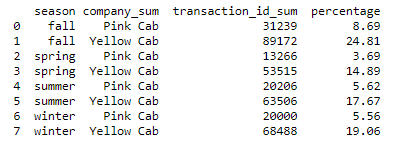 season company_sum transaction_id_sum percentage
0 fall Pink Cab 31239 8.69
1 fall Yellow Cab 89172 24.81
2 spring Pink Cab 13266 3.69
3 spring Yellow Cab 53515 14.89
4 summer Pink Cab 20206 5.62
5 summer Yellow Cab 63506 17.67
6 winter Pink Cab 20000 5.56
7 winter Yellow Cab 68488 19.06